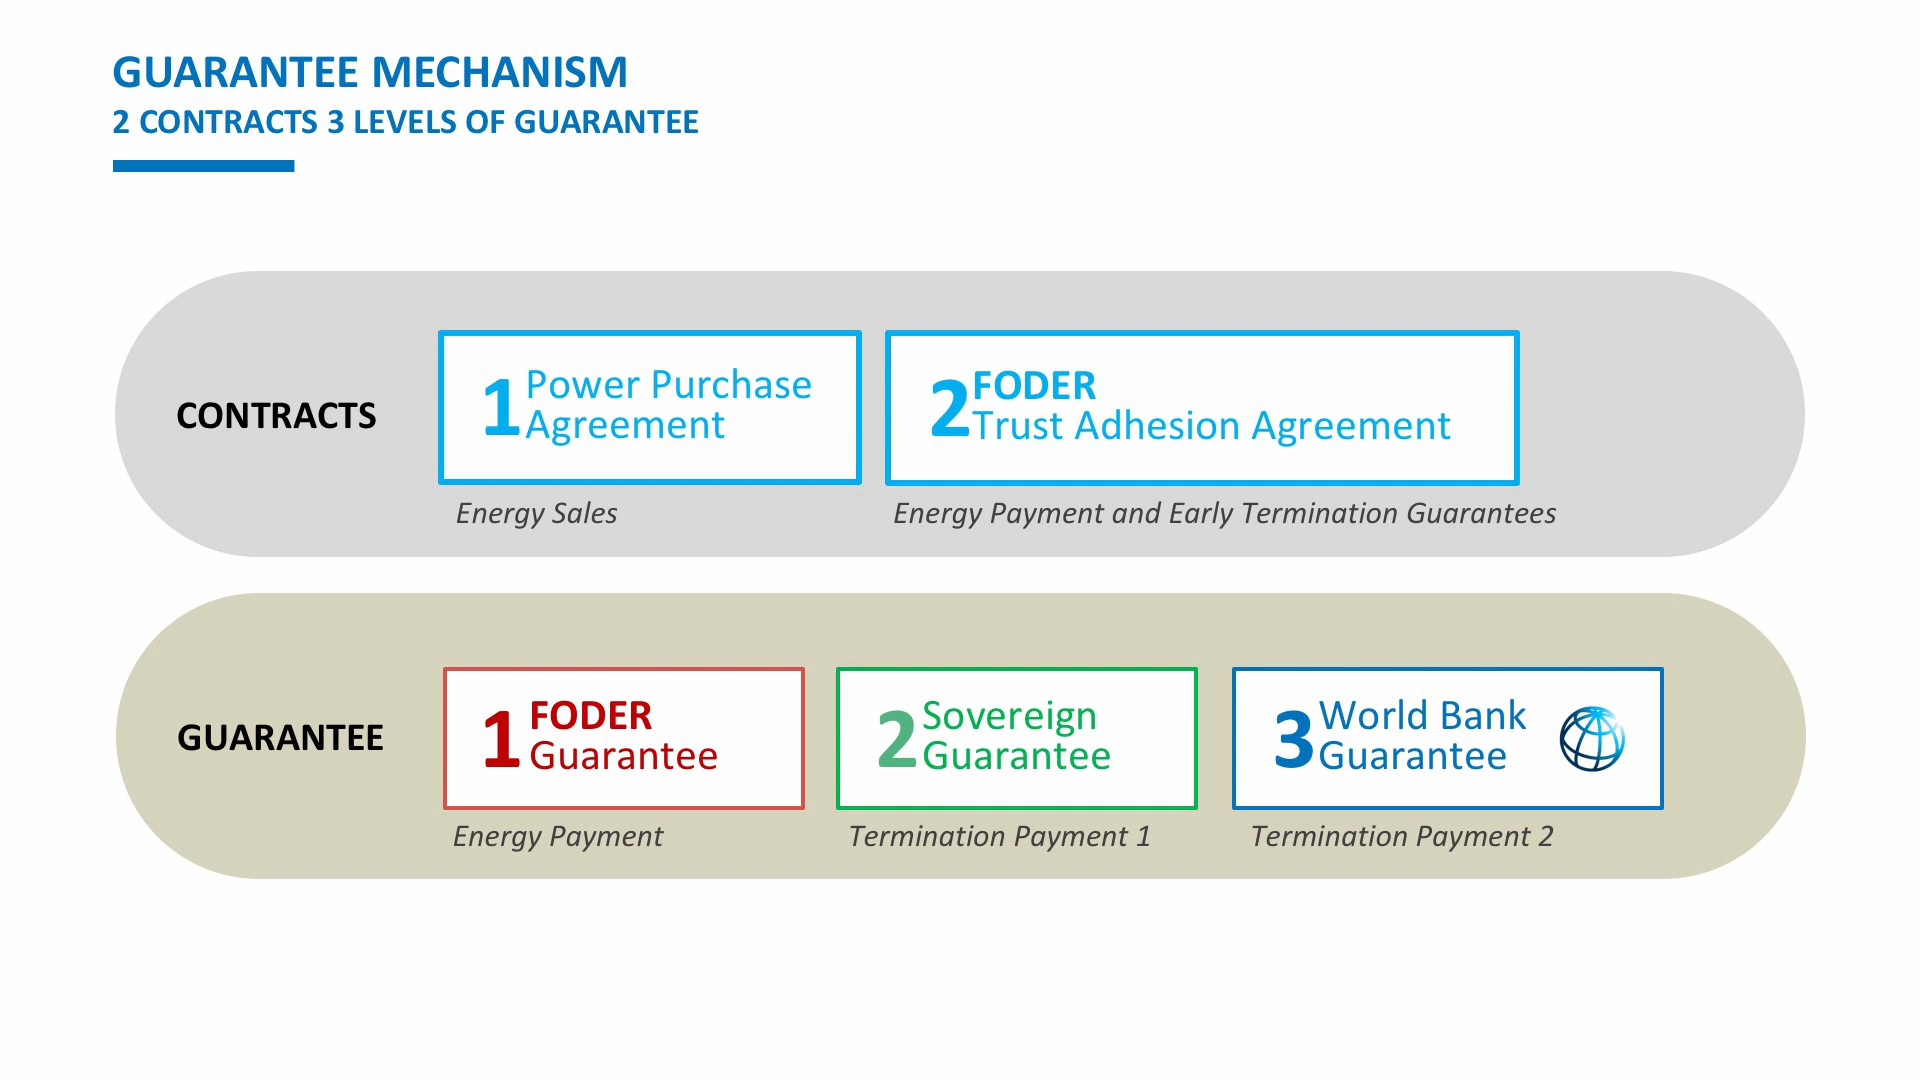 GUARANTEE MECHANISM
2 CONTRACTS 3 LEVELS OF GUARANTEE
CONTRACTS
1 Power Purchase
Agreement
Energy Sales
2 FODER
Trust Adhesion Agreement
Energy Payment and Early Termination Guarantees
GUARANTEE
1 FODER
Guarantee
Energy Payment
2 Sovereign
Guarantee
Termination Payment 1
3 World Bank
Guarantee
Termination Payment 2